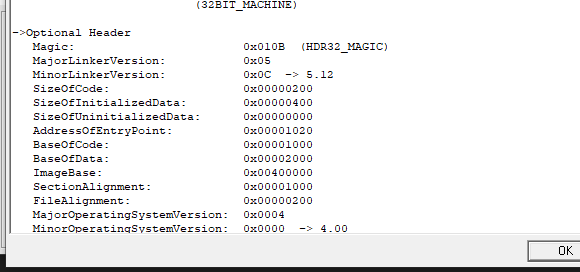 (32BIT_MACHINE)
->Optional Header
Magic: 0x010B (HDR32_MAGIC)
MajorLinkerVersion: 0x05
MinorLinkerVersion: 0x0C -> 5.12
SizeOfCode: 0x00000200
SizeOfInitializedData: 0x00000400
SizeOfUninitializedData: 0x00000000
AddressOfEntryPoint: 0x00001020
BaseOfCode: 0x00001000
BaseOfData: 0x00002000
ImageBase: 0x00400000
SectionAlignment: 0x00001000
FileAlignment: 0x00000200
MajorOperatingSystemVersion: 0x0004
MinorOperatingSystemVersion: 0x0000 -> 4.00
OK